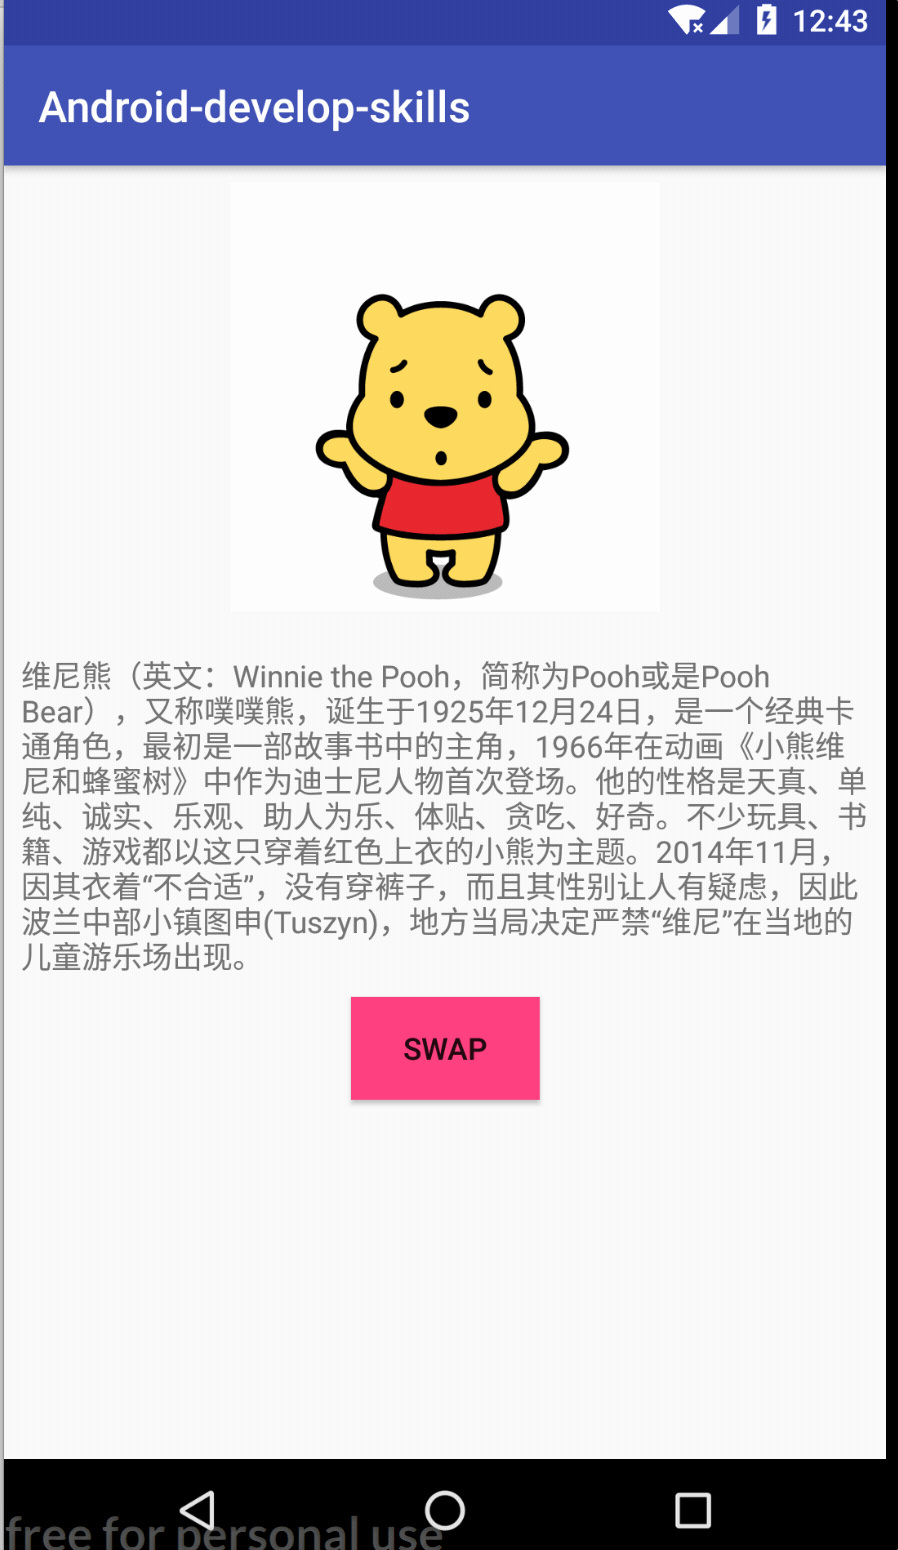 12:43
Android-develop-skills
维尼熊（英文：Winnie the Pooh，简称为Pooh或是Pooh
Bear），又称噗噗熊，诞生于1925年12月24日，是一个经典卡
通角色，最初是一部故事书中的主角，1966年在动画《小熊维
尼和蜂蜜树》中作为迪士尼人物首次登场。他的性格是天真、单
纯、诚实、乐观、助人为乐、体贴、贪吃、好奇。不少玩具、书
籍、游戏都以这只穿着红色上衣的小熊为主题。2014年11月，
因其衣着“不合适”，没有穿裤子，而且其性别让人有疑虑，因此
波兰中部小镇图申(Tuszyn)，地方当局决定严禁“维尼”在当地的
儿童游乐场出现。
SWAP
free for personal use